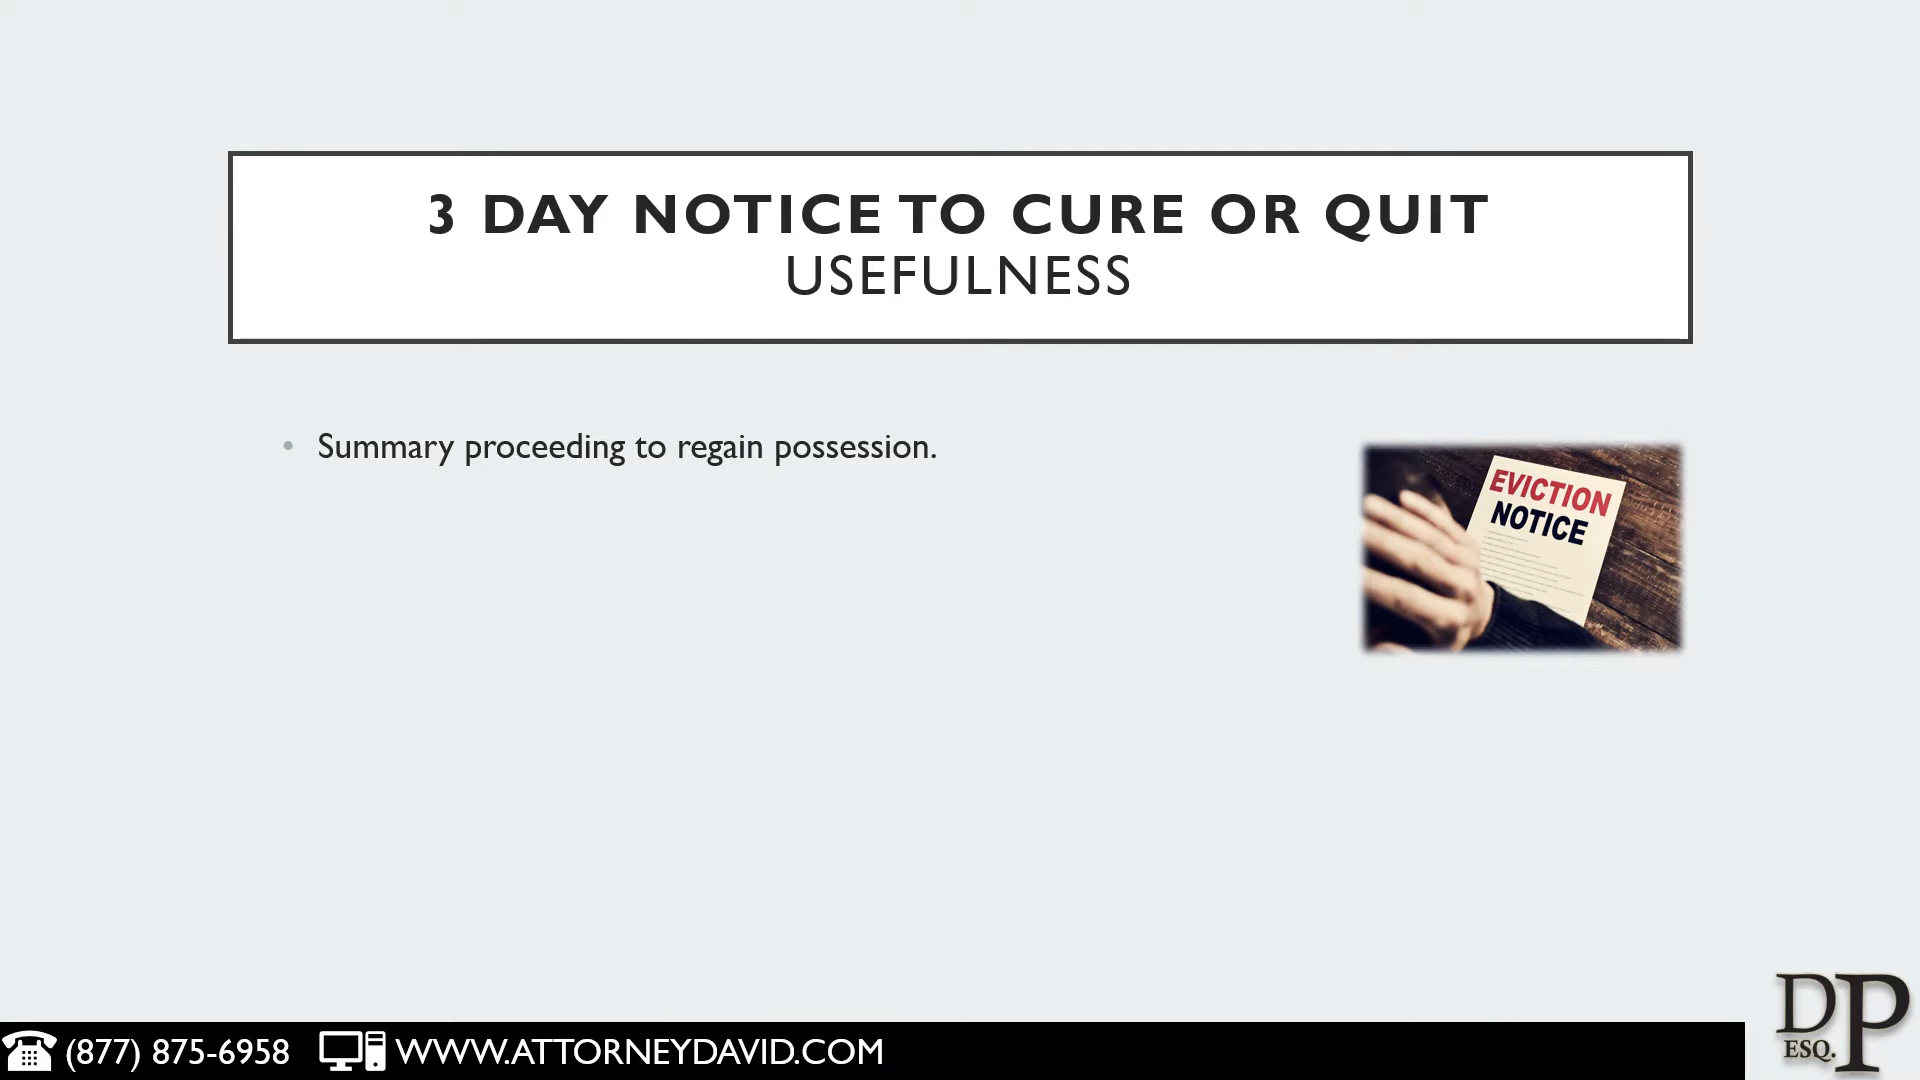 3 DAY NOTICE TO CURE OR QUIT
USEFULNESS
• Summary proceeding to regain possession.
EVICTION
NOTICE
(877) 875-6958 WWW.ATTORNEYDAVID.COM
DP
ESQ.